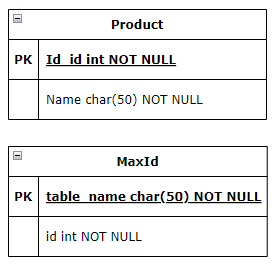 Product
PK Id_id int NOT NULL
Name char(50) NOT NULL
MaxId
PK table_name char(50) NOT NULL
id int NOT NULL